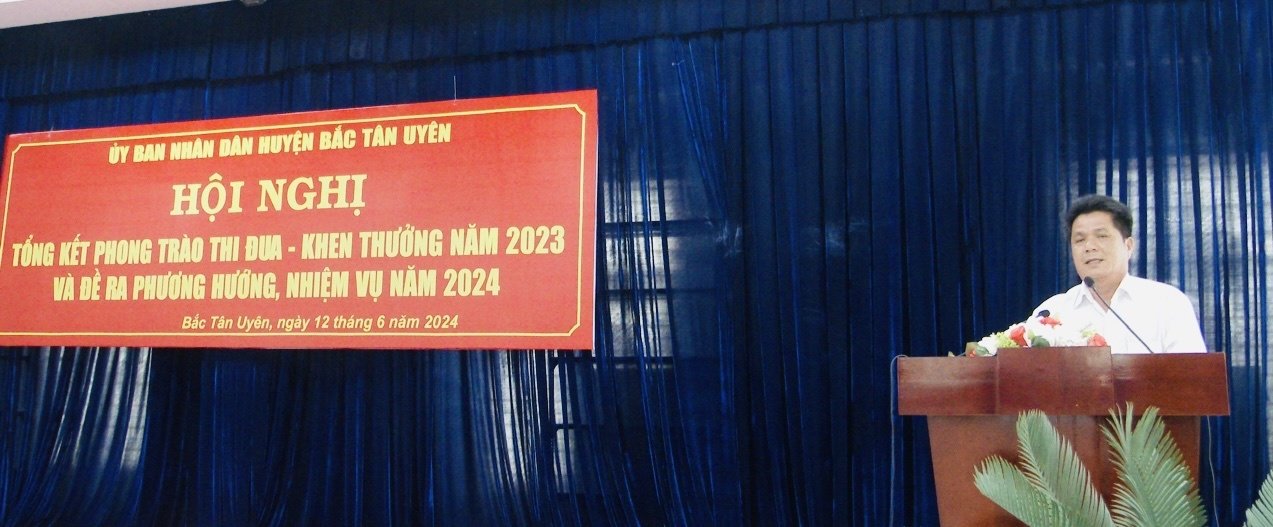 ỦY BAN NHÂN DÂN HUYỆN BẮC TÂN UYÊN
HỘI NGHỊ
TỔNG KẾT PHONG TRÀO THI ĐUA - KHEN THƯỞNG NĂM 2023
VÀ ĐỀ RA PHƯƠNG HƯỚNG, NHIỆM VỤ NĂM 2024
Bắc Tân Uyên, ngày 12 tháng 6 năm 2024